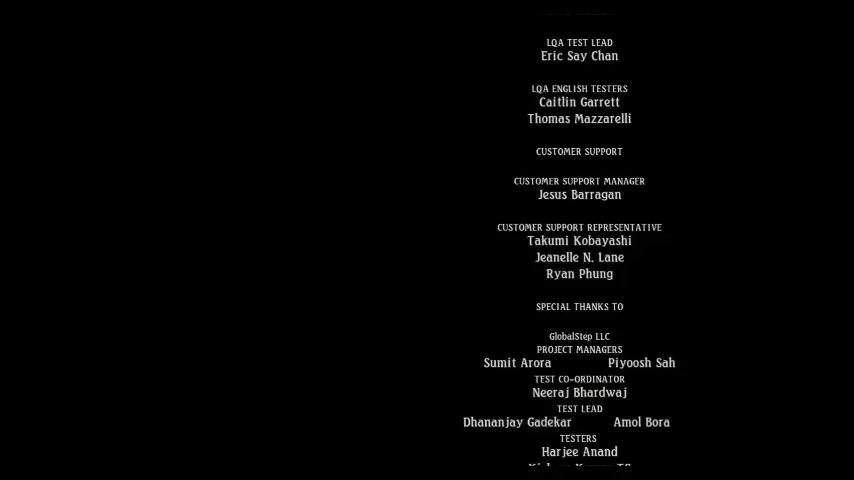 LQA TEST LEAD
Eric Say Chan
LQA ENGLISH TESTERS
Caitlin Garrett
Thomas Mazzarelli
CUSTOMER SUPPORT
CUSTOMER SUPPORT MANAGER
Jesus Barragan
CUSTOMER SUPPORT REPRESENTATIVE
Takumi Kobayashi
Jeanelle N. Lane
Ryan Phung
SPECIAL THANKS TO
GlobalStep LLC
PROJECT MANAGERS
Sumit Arora Piyoosh Sah
TEST CO-ORDINATOR
Neeraj Bhardwaj
TEST LEAD
Dhananjay Gadekar Amol Bora
TESTERS
Harjee Anand